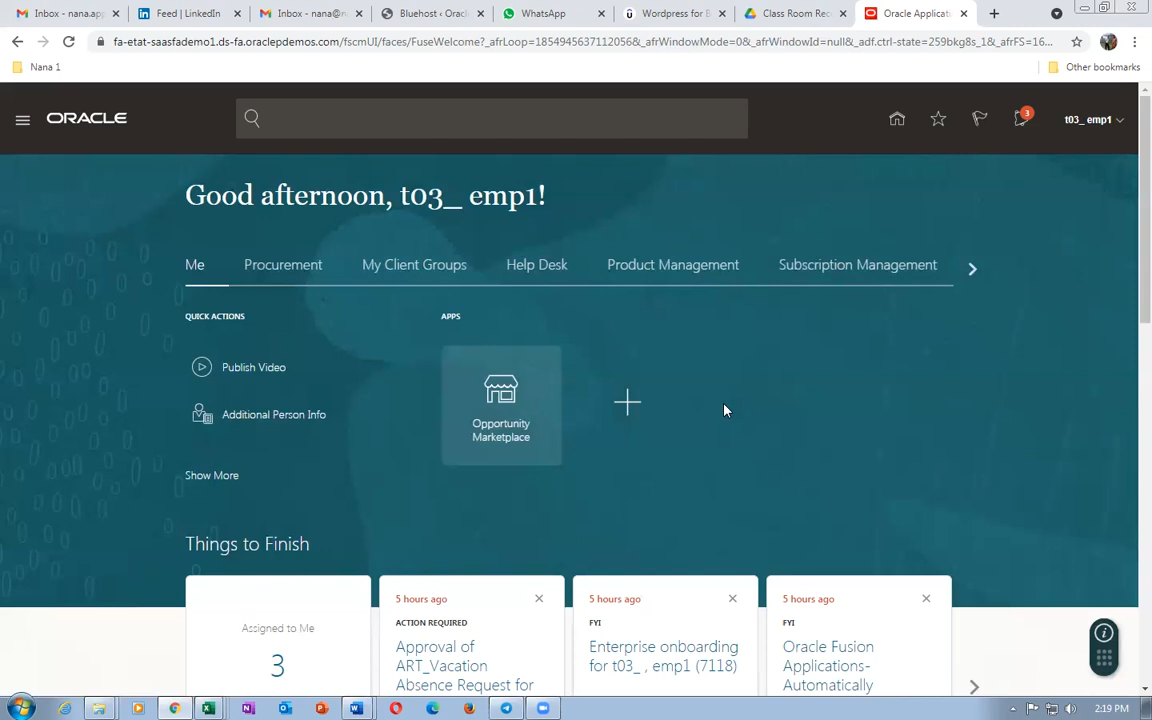 Inbox - nana.app
Feed | LinkedIn
Inbox - nana@n
Bluehost ‹ Orac
WhatsApp
Wordpress for B
Class Room Rec
Oracle Applicat
fa-etat-saasfademo1.ds-fa.oraclepdemos.com/fscmUI/faces/FuseWelcome?_afrLoop=1854945637112056&_afrWindowMode=0&_afrWindowId=null&_adf.ctrl-state=259bkg8s_1&_afrFS=16...
Nana 1
Other bookmarks
ORACLE
3
t03_ emp1
Good afternoon, t03_ emp1!
Me
Procurement
My Client Groups
Help Desk
Product Management
Subscription Management
QUICK ACTIONS
APPS
Publish Video
Additional Person Info
Show More
Opportunity
Marketplace
Things to Finish
Assigned to Me
3
5 hours ago
ACTION REQUIRED
Approval of
ART_Vacation
Absence Request for
5 hours ago
FYI
Enterprise onboarding
for t03_ , emp1 (7118)
5 hours ago
FYI
Oracle Fusion
Applications-
Automatically
2:19 PM